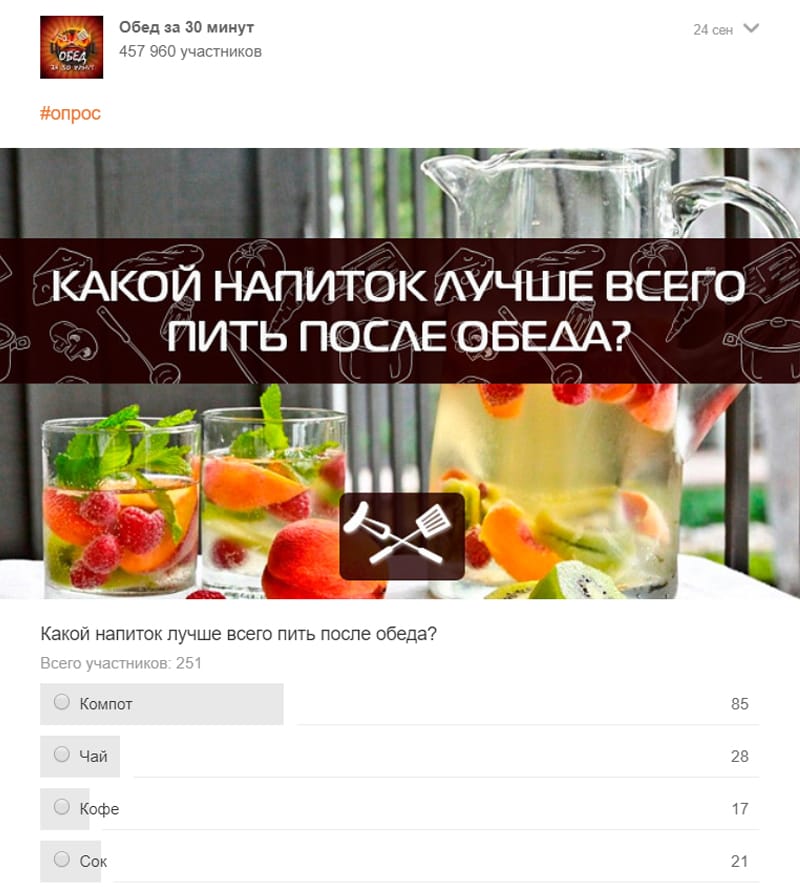 Обед за 30 минут
457 960 участников
24 сен
ОБЕД
ЗА 30 МИНУТ
#опрос
КАКОЙ НАПИТОК ЛУЧШЕ ВСЕГО
ПИТЬ ПОСЛЕ ОБЕДА?
Какой напиток лучше всего пить после обеда?
Всего участников: 251
Компот 85
Чай 28
Кофе 17
Сок 21